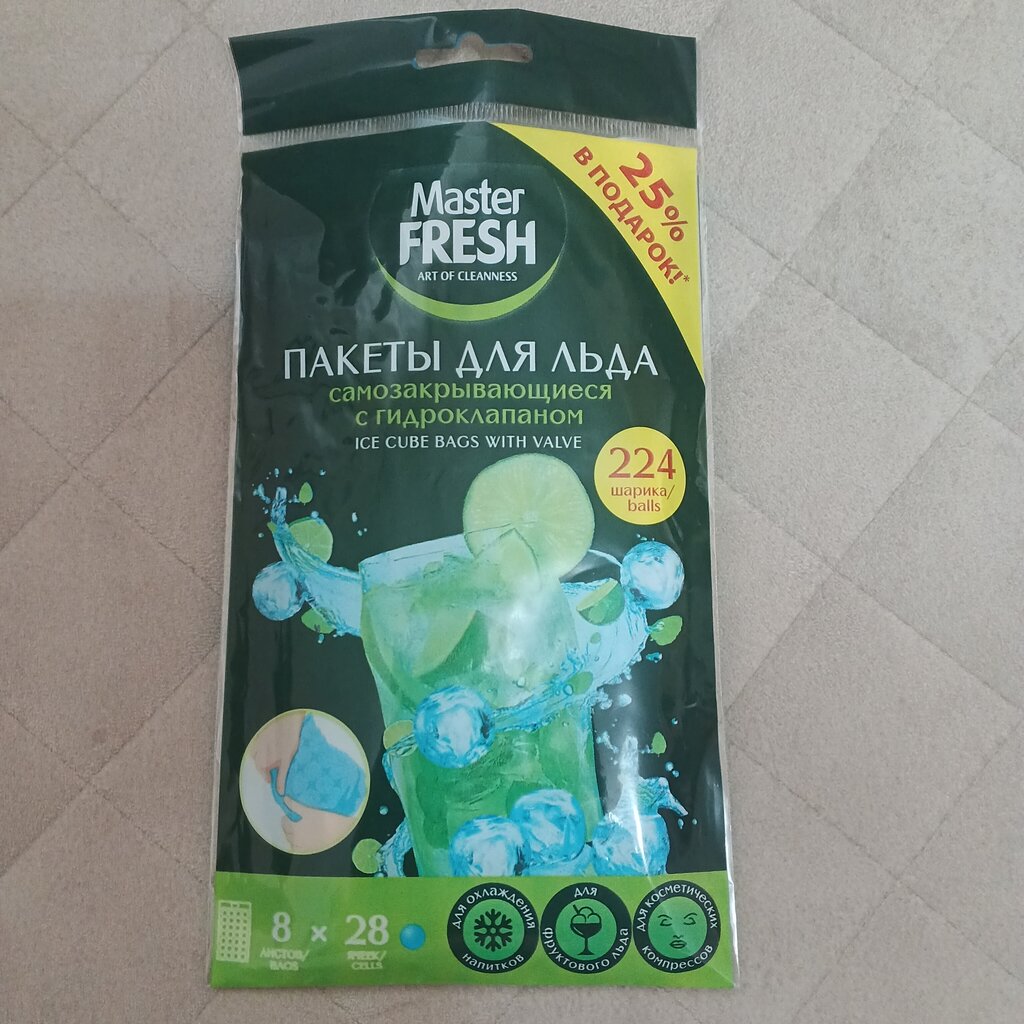 25%
В ПОДАРОК!*
Master
FRESH
ART OF CLEANNESS
ПАКЕТЫ ДЛЯ ЛЬДА
самозакрывающиеся
с гидроклапаном
ICE CUBE BAGS WITH VALVE
224
шарика/
balls
8 x 28
ЛИСТОВ/ ЯЧЕЕК/
BAGS CELLS
для охлаждения
напитков
для
фруктового льда
для косметических
компрессов